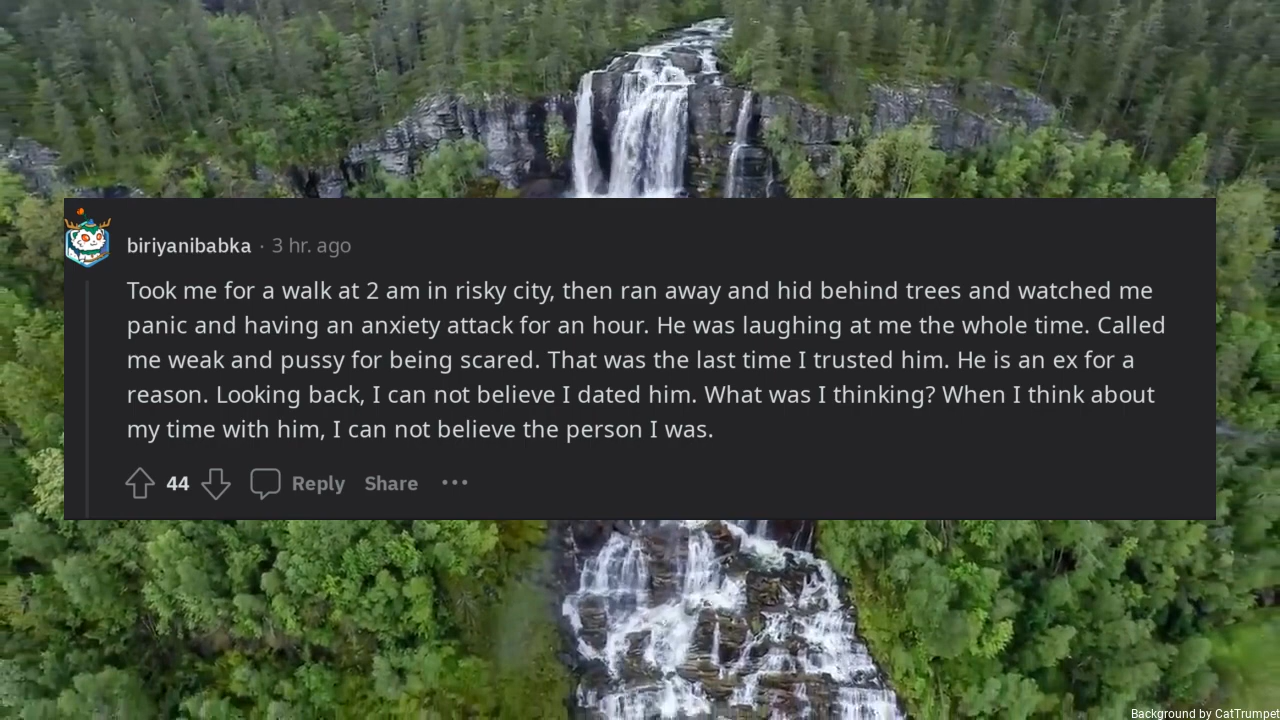 biriyanibabka · 3 hr. ago
Took me for a walk at 2 am in risky city, then ran away and hid behind trees and watched me
panic and having an anxiety attack for an hour. He was laughing at me the whole time. Called
me weak and pussy for being scared. That was the last time I trusted him. He is an ex for a
reason. Looking back, I can not believe I dated him. What was I thinking? When I think about
my time with him, I can not believe the person I was.
44 Reply Share ···
Background by CatTrumpet